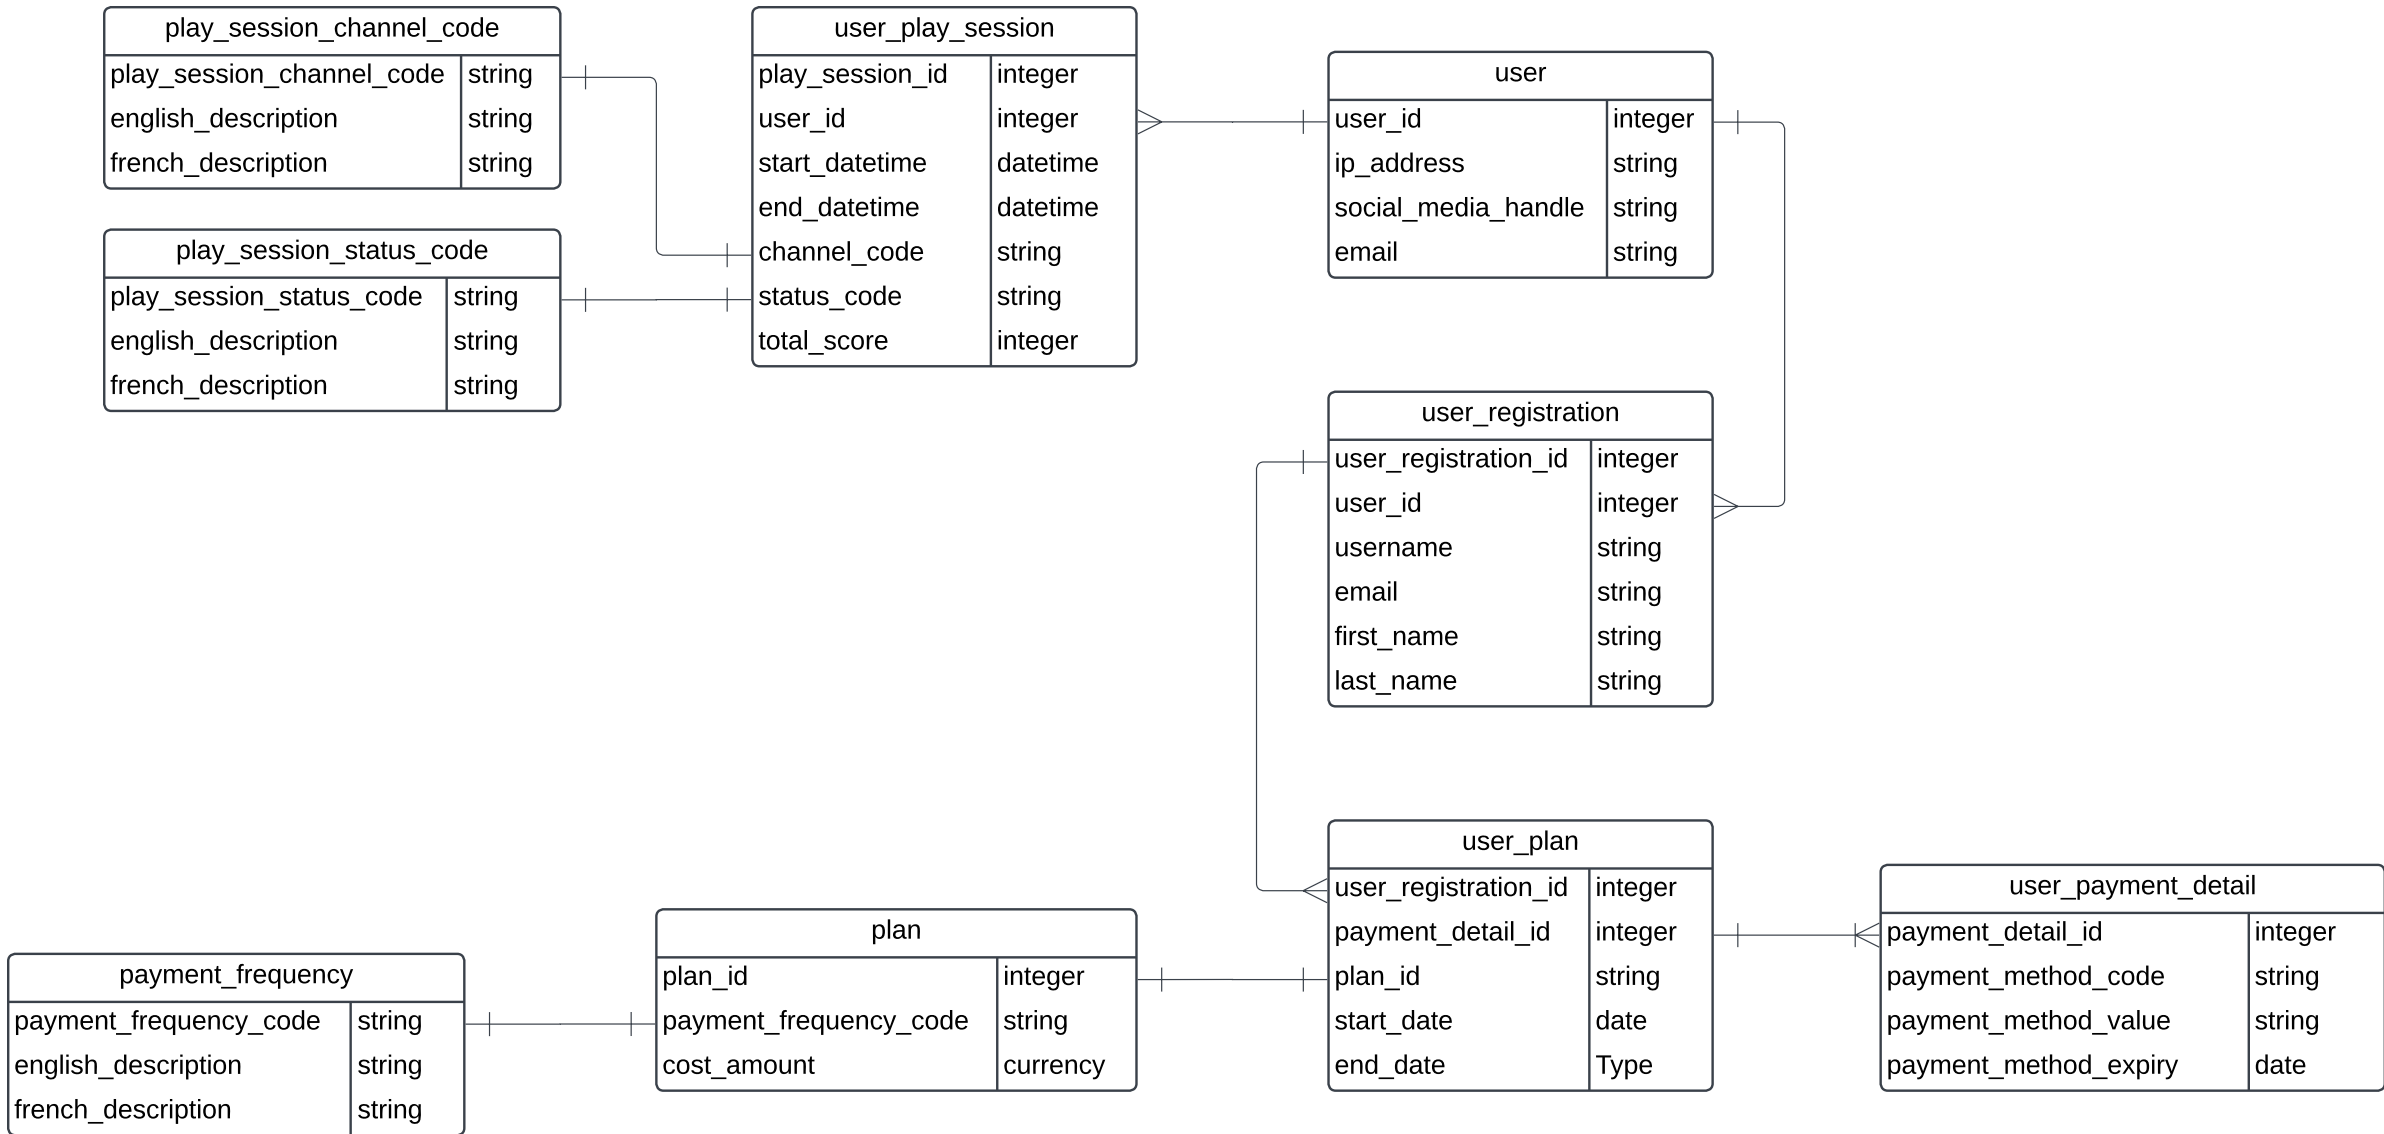 play_session_channel_code
play_session_channel_code string
english_description string
french_description string
play_session_status_code
play_session_status_code string
english_description string
french_description string
user_play_session
play_session_id integer
user_id integer
start_datetime datetime
end_datetime datetime
channel_code string
status_code string
total_score integer
user
user_id integer
ip_address string
social_media_handle string
email string
user_registration
user_registration_id integer
user_id integer
username string
email string
first_name string
last_name string
payment_frequency
payment_frequency_code string
english_description string
french_description string
plan
plan_id integer
payment_frequency_code string
cost_amount currency
user_plan
user_registration_id integer
payment_detail_id integer
plan_id string
start_date date
end_date Type
user_payment_detail
payment_detail_id integer
payment_method_code string
payment_method_value string
payment_method_expiry date